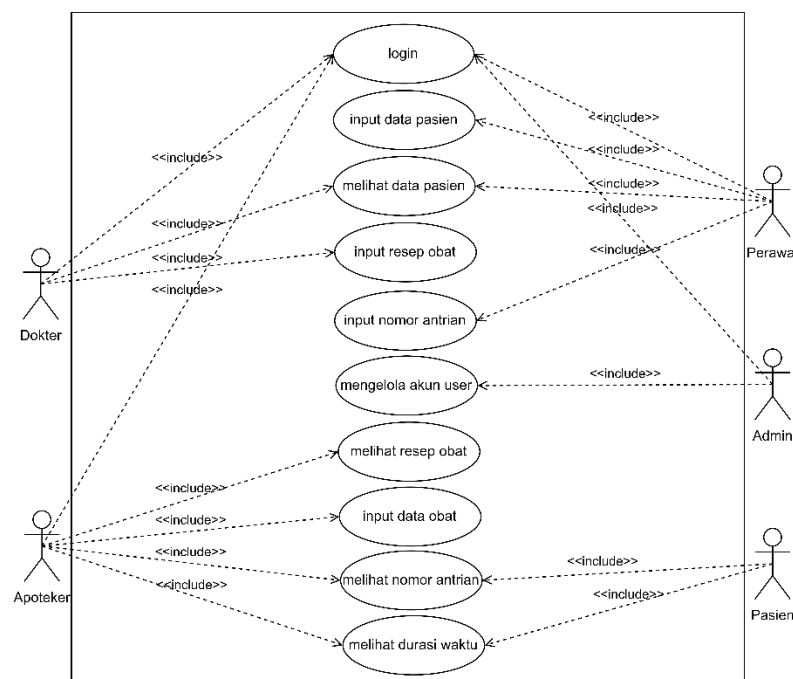 login
<<include>>
input data pasien
<<include>>
<<include>>
<<include>>
melihat data pasien
<<include>>
<<include>>
Perawa
input resep obat
<<include>>
<<include>>
<<include>>
Dokter
input nomor antrian
mengelola akun user
<<include>>
Admin
melihat resep obat
<<include>>
input data obat
<<include>>
<<include>>
melihat nomor antrian
<<include>>
Apoteker
<<include>>
<<include>>
Pasien
melihat durasi waktu